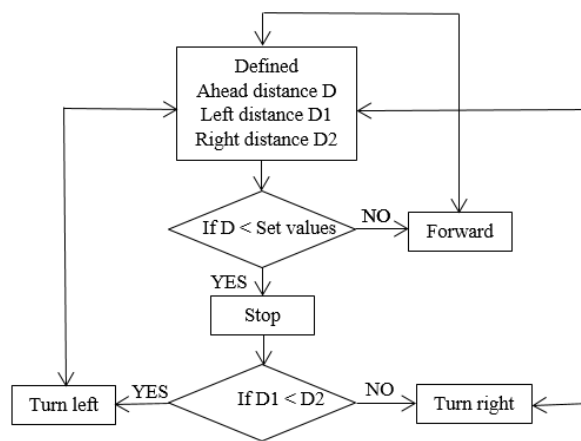 Defined
Ahead distance D
Left distance D1
Right distance D2
If D < Set values
NO
Forward
YES
Stop
If D1 < D2
YES
Turn left
NO
Turn right